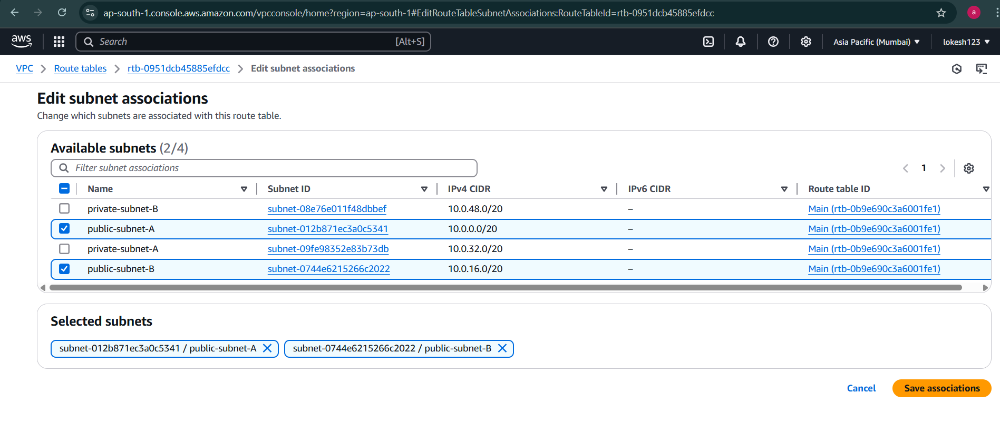 ap-south-1.console.aws.amazon.com/vpcconsole/home?region=ap-south-1#EditRouteTableSubnetAssociations:RouteTableId=rtb-0951dcb45885efdcc a
aws Search [Alt+S] Asia Pacific (Mumbai) lokesh123
VPC Route tables rtb-0951dcb45885efdcc Edit subnet associations
Edit subnet associations
Change which subnets are associated with this route table.
Available subnets (2/4)
Filter subnet associations 1
Name Subnet ID IPv4 CIDR IPv6 CIDR Route table ID
private-subnet-B subnet-08e76e011f48dbbef 10.0.48.0/20 – Main (rtb-0b9e690c3a6001fe1)
public-subnet-A subnet-012b871ec3a0c5341 10.0.0.0/20 – Main (rtb-0b9e690c3a6001fe1)
private-subnet-A subnet-09fe98352e83b73db 10.0.32.0/20 – Main (rtb-0b9e690c3a6001fe1)
public-subnet-B subnet-0744e6215266c2022 10.0.16.0/20 – Main (rtb-0b9e690c3a6001fe1)
Selected subnets
subnet-012b871ec3a0c5341 / public-subnet-A subnet-0744e6215266c2022 / public-subnet-B
Cancel Save associations